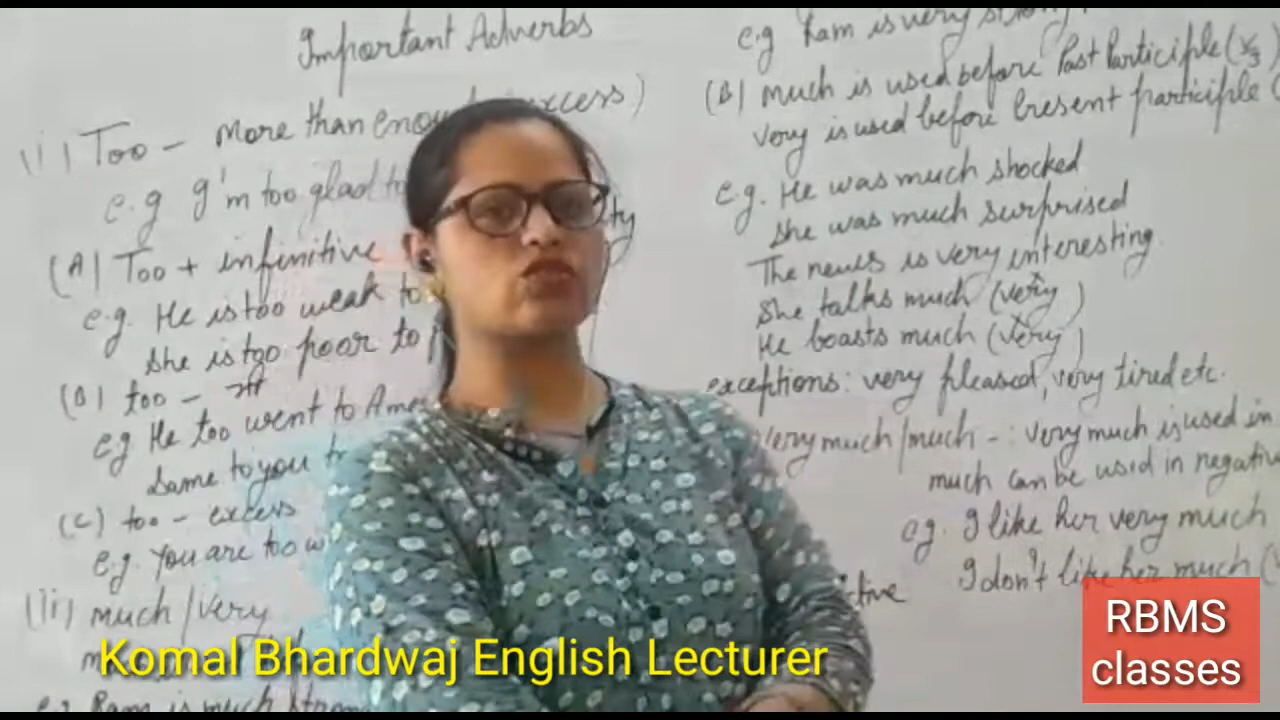 Important Adverbs
(i) Too - more than enough (excess)
e.g I'm too glad to
(A) Too + infinitive
e.g. He is too weak to
She is too poor to
(B) too - भी
eg He too went to Ame
Same to you
(C) too - excess
e.g. You are too w
(ii) much/very
e.g Ram is much stron
e.g Ram is very strong
(B) much is used before Past Participle (V3)
very is used before Present participle
e.g. He was much shocked
She was much surprised
The news is very interesting.
She talks much (very)
He boasts much (very)
exceptions: very pleased, very tired etc.
Very much/much -: very much is used in
much can be used in negative
eg. I like her very much
I don't like her much
Komal Bhardwaj English Lecturer
RBMS
classes